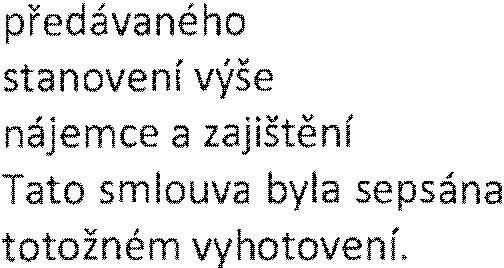 předávaného
stanovení výše
nájemce a zajištění
Tato smlouva byla sepsána
totožném vyhotovení.